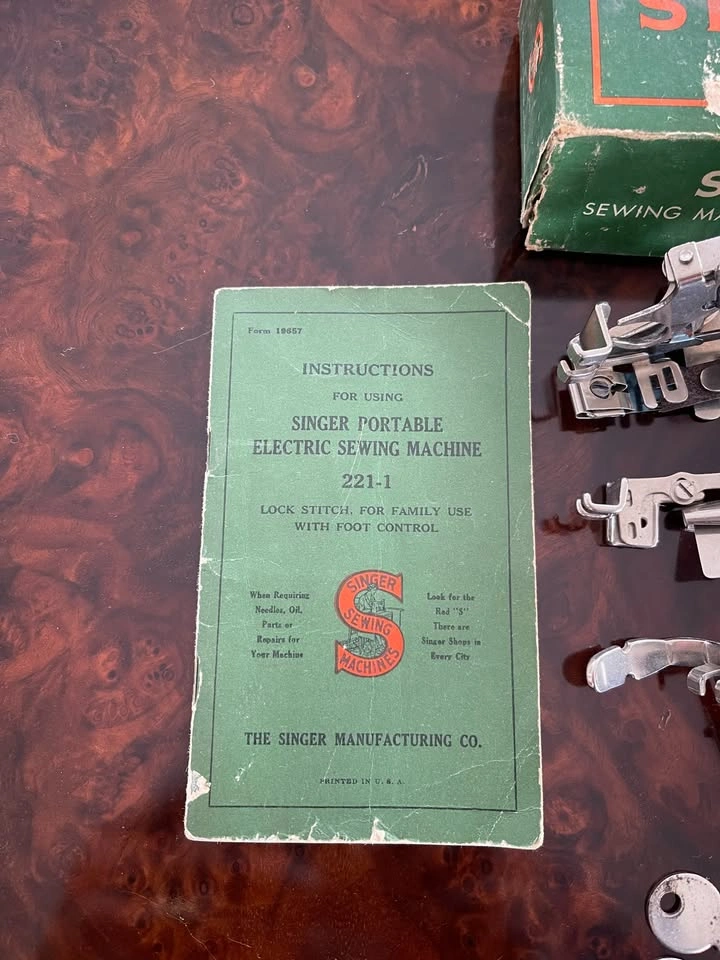 Form 19657
INSTRUCTIONS
FOR USING
SINGER PORTABLE
ELECTRIC SEWING MACHINE
221-1
LOCK STITCH, FOR FAMILY USE
WITH FOOT CONTROL
When Requiring
Needles, Oil,
Parts or
Repairs for
Your Machine
SINGER
SEWING
MACHINES
Look for the
Red "S"
There are
Singer Shops in
Every City
THE SINGER MANUFACTURING CO.
PRINTED IN U. S. A.
S
S
SEWING MA